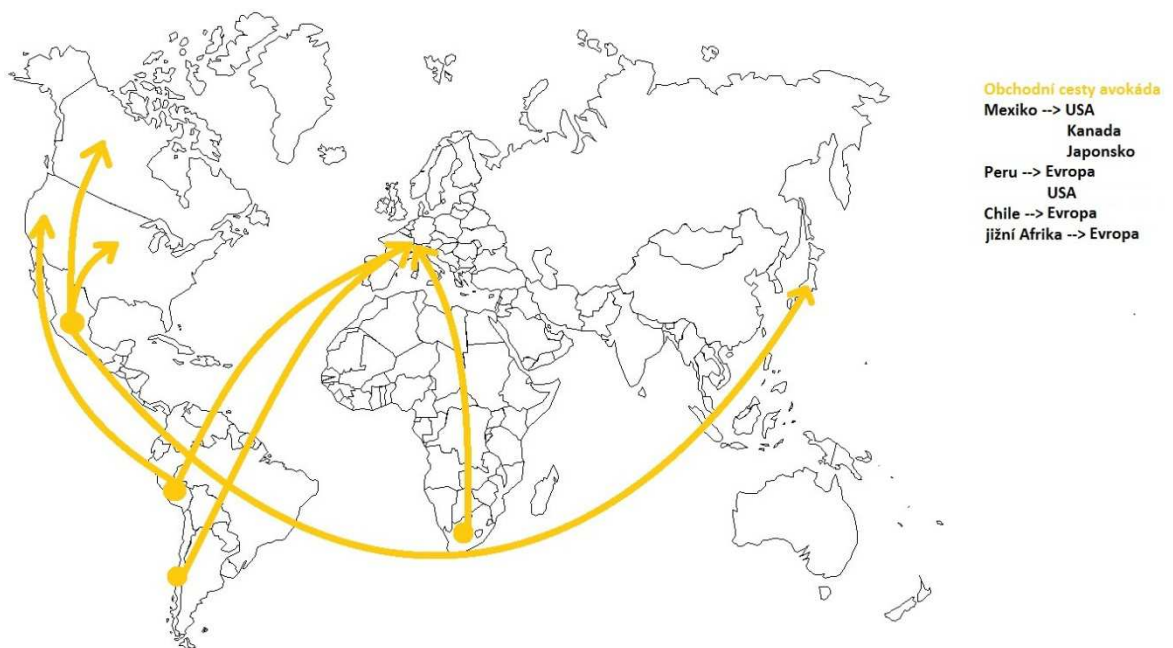 Obchodní cesty avokáda
Mexiko --> USA
Kanada
Japonsko
Peru --> Evropa
USA
Chile --> Evropa
jižní Afrika --> Evropa